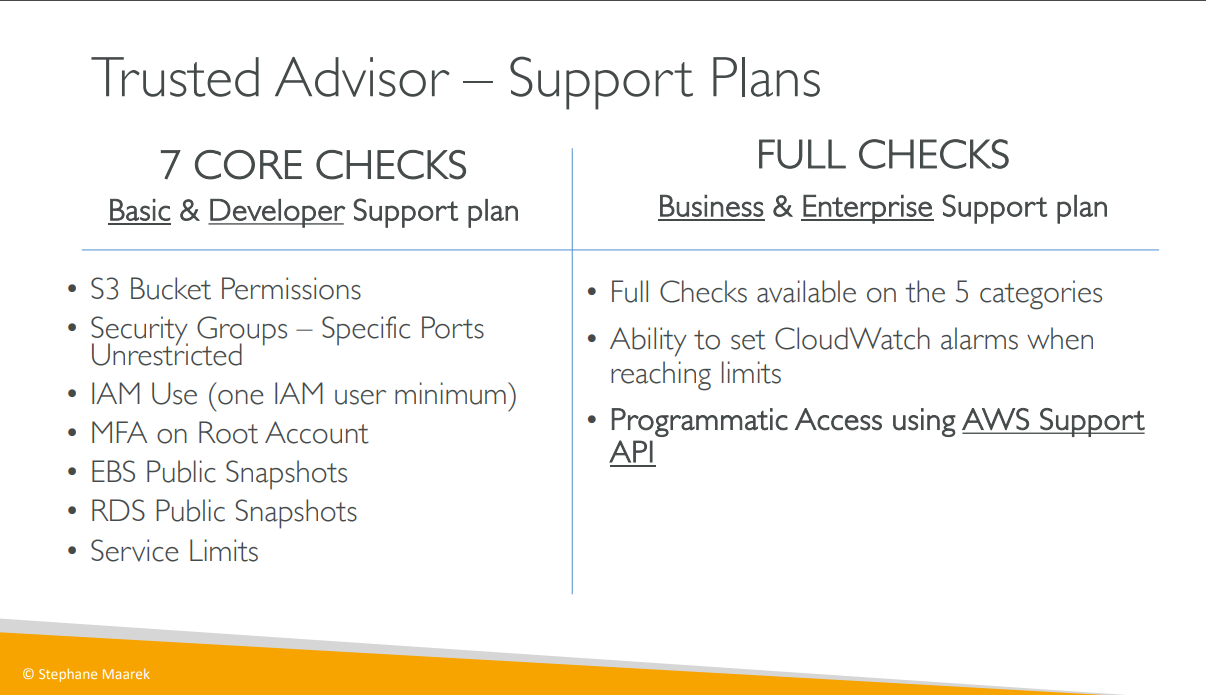 Trusted Advisor – Support Plans
7 CORE CHECKS
Basic & Developer Support plan
• S3 Bucket Permissions
• Security Groups – Specific Ports
Unrestricted
• IAM Use (one IAM user minimum)
• MFA on Root Account
• EBS Public Snapshots
• RDS Public Snapshots
• Service Limits
FULL CHECKS
Business & Enterprise Support plan
• Full Checks available on the 5 categories
• Ability to set CloudWatch alarms when
reaching limits
• Programmatic Access using AWS Support
API
© Stephane Maarek